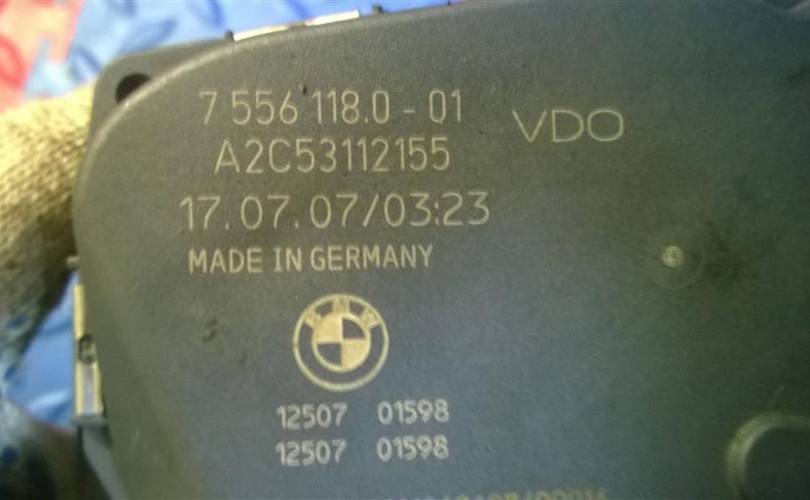 7 556 118.0 - 01
VDO
A2C53112155
17.07.07/03:23
MADE IN GERMANY
BMW
12507 01598
12507 01598